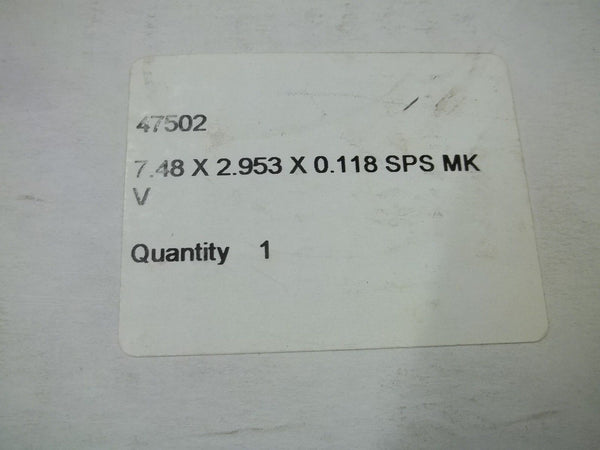 47502
7.48 X 2.953 X 0.118 SPS MK
V
Quantity 1